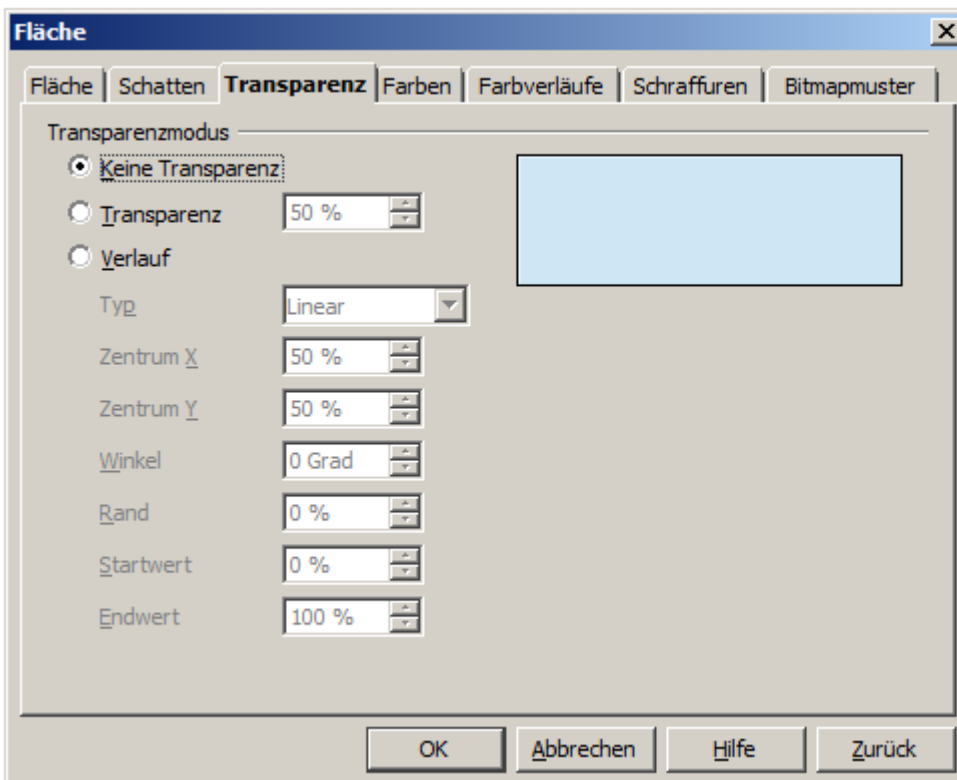 Fläche
Fläche Schatten Transparenz Farben Farbverläufe Schraffuren Bitmapmuster
Transparenzmodus
Keine Transparenz
Transparenz 50 %
Verlauf
Typ Linear
Zentrum X 50 %
Zentrum Y 50 %
Winkel 0 Grad
Rand 0 %
Startwert 0 %
Endwert 100 %
OK Abbrechen Hilfe Zurück